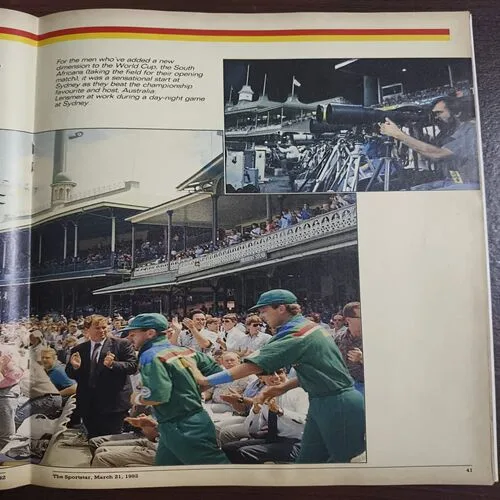 For the men who've added a new
dimension to the World Cup, the South
Africans (taking the field for their opening
match), it was a sensational start at
Sydney as they beat the championship
favourite and host, Australia.
Lensmen at work during a day-night game
at Sydney.
The Sportstar, March 21, 1992
41